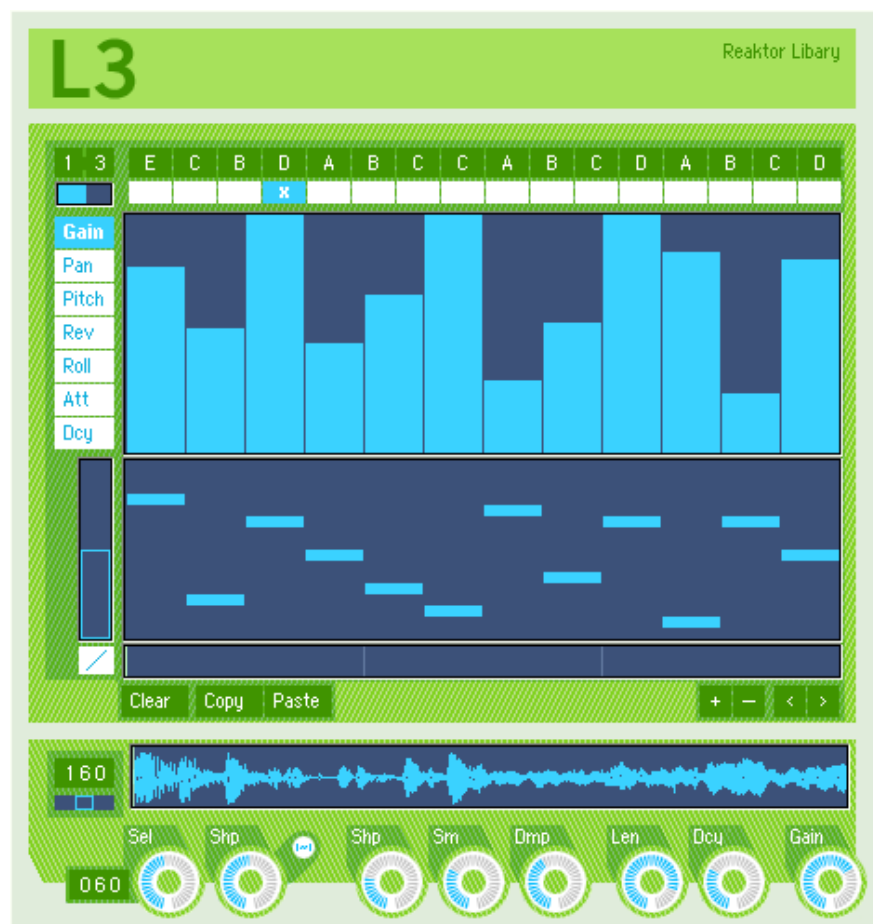 L3
Reaktor Libary
1 3 E C B D A B C C A B C D A B C D
x
Gain
Pan
Pitch
Rev
Roll
Att
Dcy
Clear Copy Paste + - < >
160
Sel Shp Shp Sm Dmp Len Dcy Gain
060